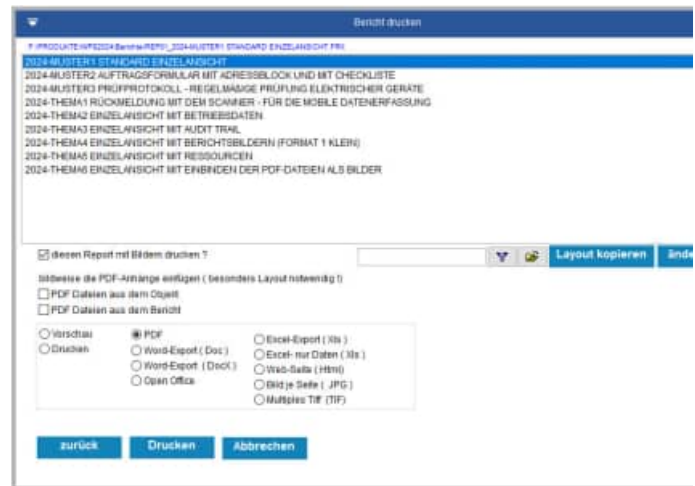 Bericht drucken
2024-MUSTER1 STANDARD EINZELANSICHT
2024-MUSTER2 AUFTRAGSFORMULAR MIT ADRESSBLOCK UND MIT CHECKLISTE
2024-MUSTER3 PRÜFPROTOKOLL - REGELMÄßIGE PRÜFUNG ELEKTRISCHER GERÄTE
2024-THEMA1 RÜCKMELDUNG MIT DEM SCANNER - FÜR DIE MOBILE DATENERFASSUNG
2024-THEMA2 EINZELANSICHT MIT BETRIEBSDATEN
2024-THEMA3 EINZELANSICHT MIT AUDIT TRAIL
2024-THEMA4 EINZELANSICHT MIT BERICHTSBILDERN (FORMAT 1 KLEIN)
2024-THEMA5 EINZELANSICHT MIT RESSOURCEN
2024-THEMA6 EINZELANSICHT MIT EINBINDEN DER PDF-DATEIEN ALS BILDER
diesen Report mit Bildern drucken ?
Layout kopieren
ände
bildweise die PDF-Anhänge einfügen ( besonders Layout notwendig !)
PDF Dateien aus dem Objekt
PDF Dateien aus dem Bericht
Vorschau
Drucken
PDF
Word-Export ( Doc )
Word-Export ( DocX )
Open Office
Excel-Export ( Xls )
Excel- nur Daten ( Xls )
Web-Seite ( Html)
Bild je Seite ( JPG )
Multiples Tiff (TIF)
zurück
Drucken
Abbrechen